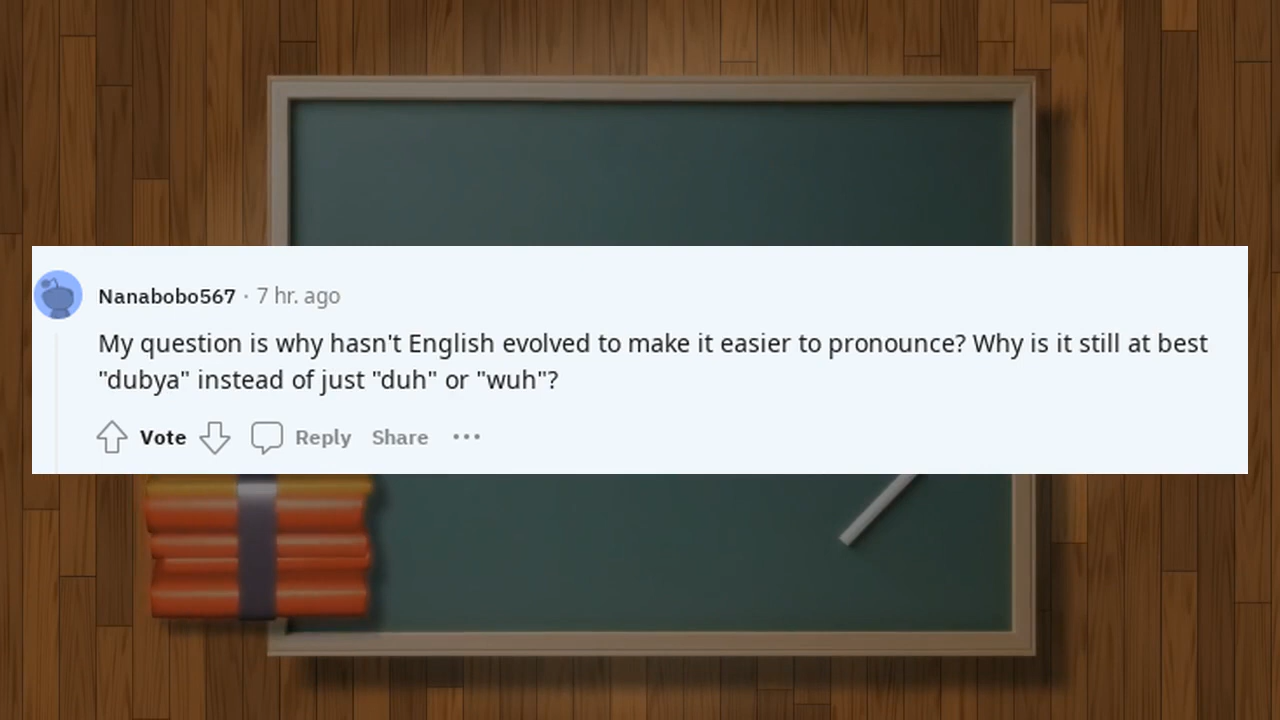 Nanabobo567 · 7 hr. ago
My question is why hasn't English evolved to make it easier to pronounce? Why is it still at best
"dubya" instead of just "duh" or "wuh"?
Vote Reply Share ···